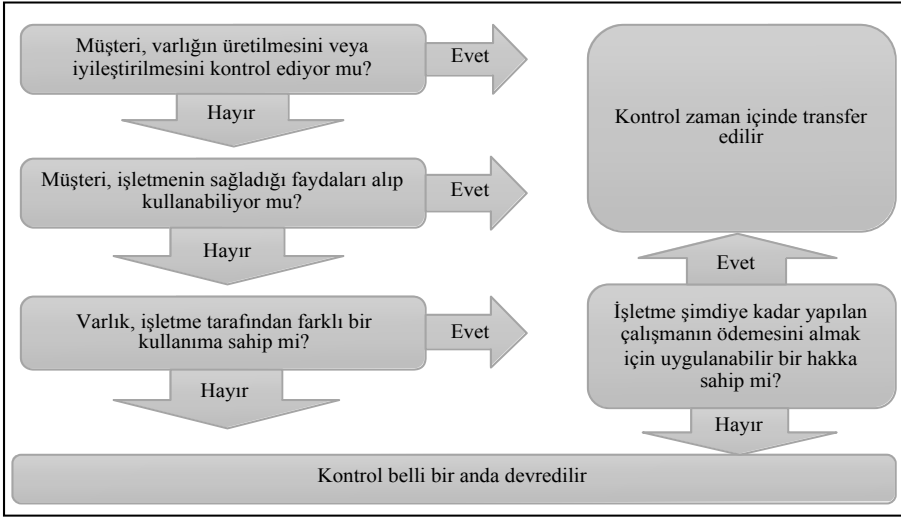 Müşteri, varlığın üretilmesini veya
iyileştirilmesini kontrol ediyor mu?
Evet
Hayır
Kontrol zaman içinde transfer
edilir
Müşteri, işletmenin sağladığı faydaları alıp
kullanabiliyor mu?
Evet
Hayır
Evet
Varlık, işletme tarafından farklı bir
kullanıma sahip mi?
Evet
Hayır
İşletme şimdiye kadar yapılan
çalışmanın ödemesini almak
için uygulanabilir bir hakka
sahip mi?
Hayır
Kontrol belli bir anda devredilir